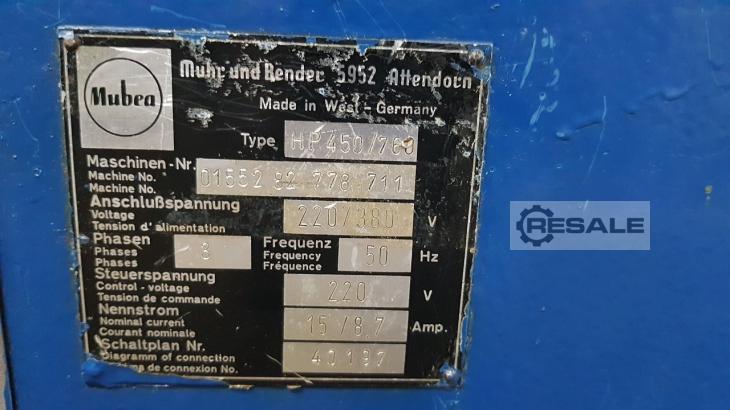 Mubea
Muhr und Bender 5952 Attendorn
Made in West-Germany
Type HP 450/760
Maschinen-Nr.
Machine No. 01552 82 778 711
Machine No.
Anschlußspannung
Voltage 220/380 V
Tension d'alimentation
Phasen Frequenz
Phases 3 Frequency 50 Hz
Phases Fréquence
Steuerspannung
Control-voltage 220 V
Tension de commande
Nennstrom
Nominal current 15/8.7 Amp.
Courant nominale
Schaltplan Nr.
Diagramm of connection 40197
de connexion No.
RESALE